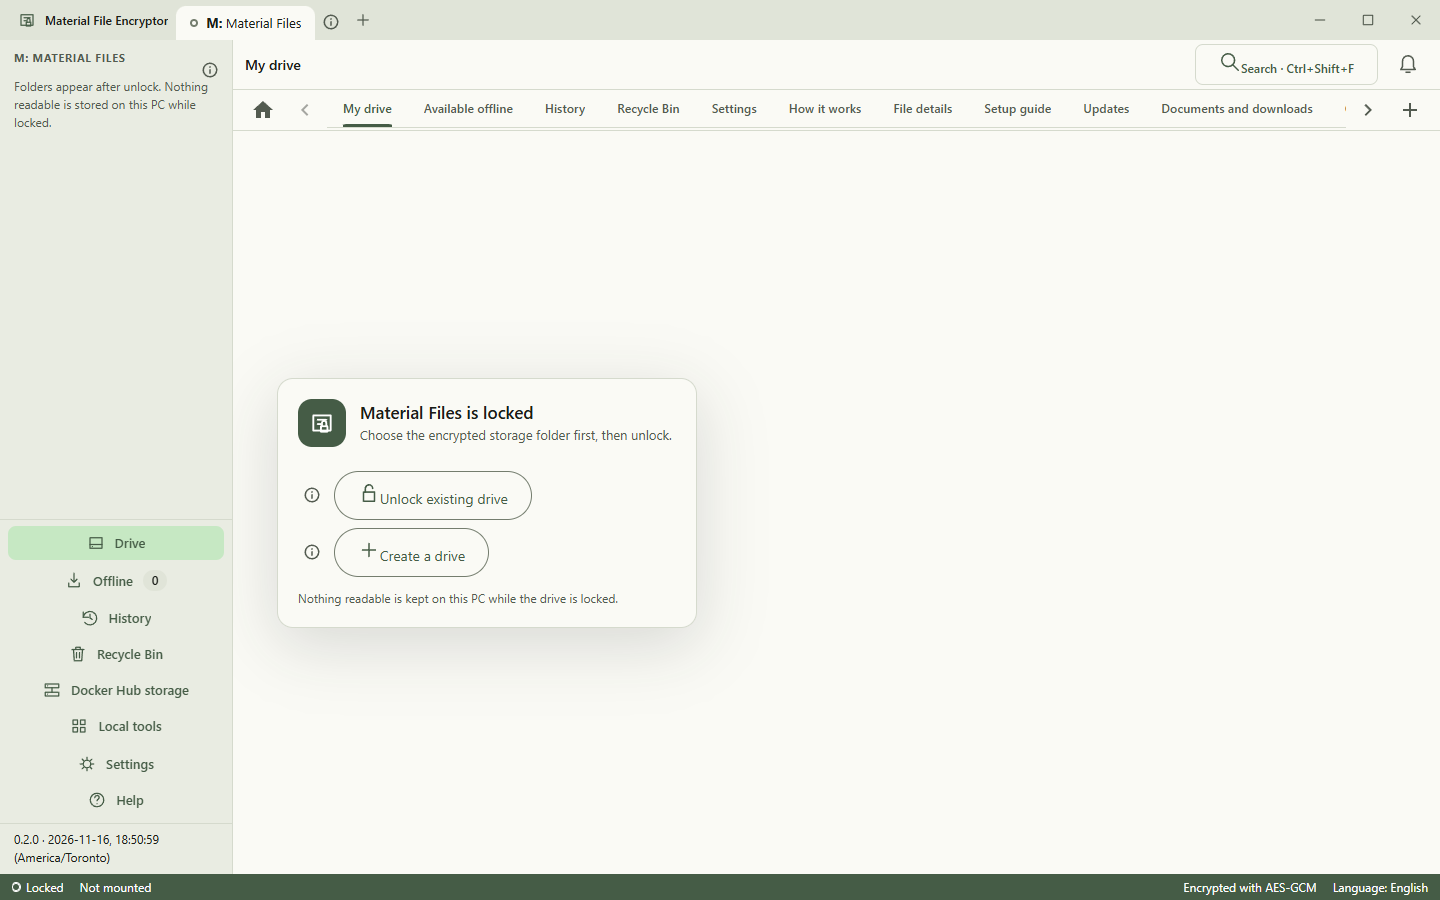 Material File Encryptor
M: Material Files
M: MATERIAL FILES
Folders appear after unlock. Nothing
readable is stored on this PC while
locked.
My drive
Search · Ctrl+Shift+F
My drive
Available offline
History
Recycle Bin
Settings
How it works
File details
Setup guide
Updates
Documents and downloads
Material Files is locked
Choose the encrypted storage folder first, then unlock.
Unlock existing drive
Create a drive
Nothing readable is kept on this PC while the drive is locked.
Drive
Offline 0
History
Recycle Bin
Docker Hub storage
Local tools
Settings
Help
0.2.0 · 2026-11-16, 18:50:59
(America/Toronto)
Locked
Not mounted
Encrypted with AES-GCM
Language: English